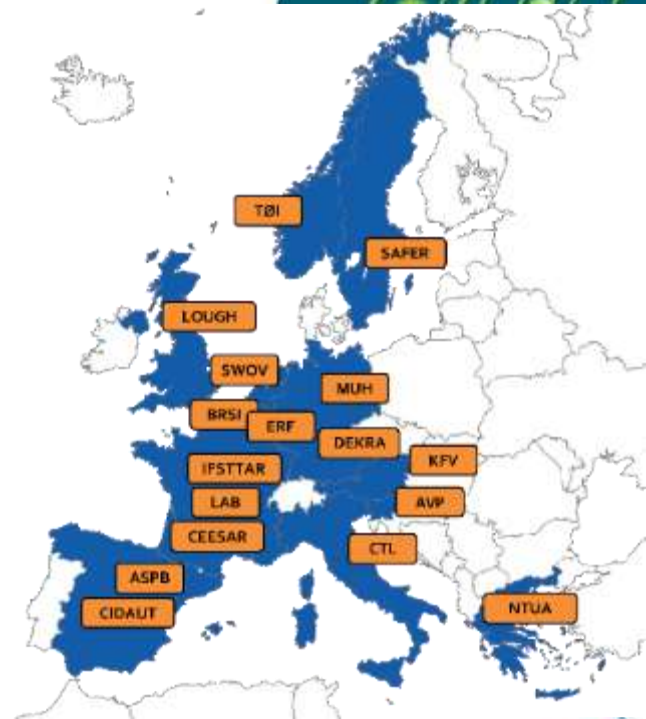 TØI
SAFER
LOUGH
SWOV
MUH
BRSI
ERF
DEKRA
KFV
IFSTTAR
LAB
AVP
CEESAR
CTL
ASPB
CIDAUT
NTUA